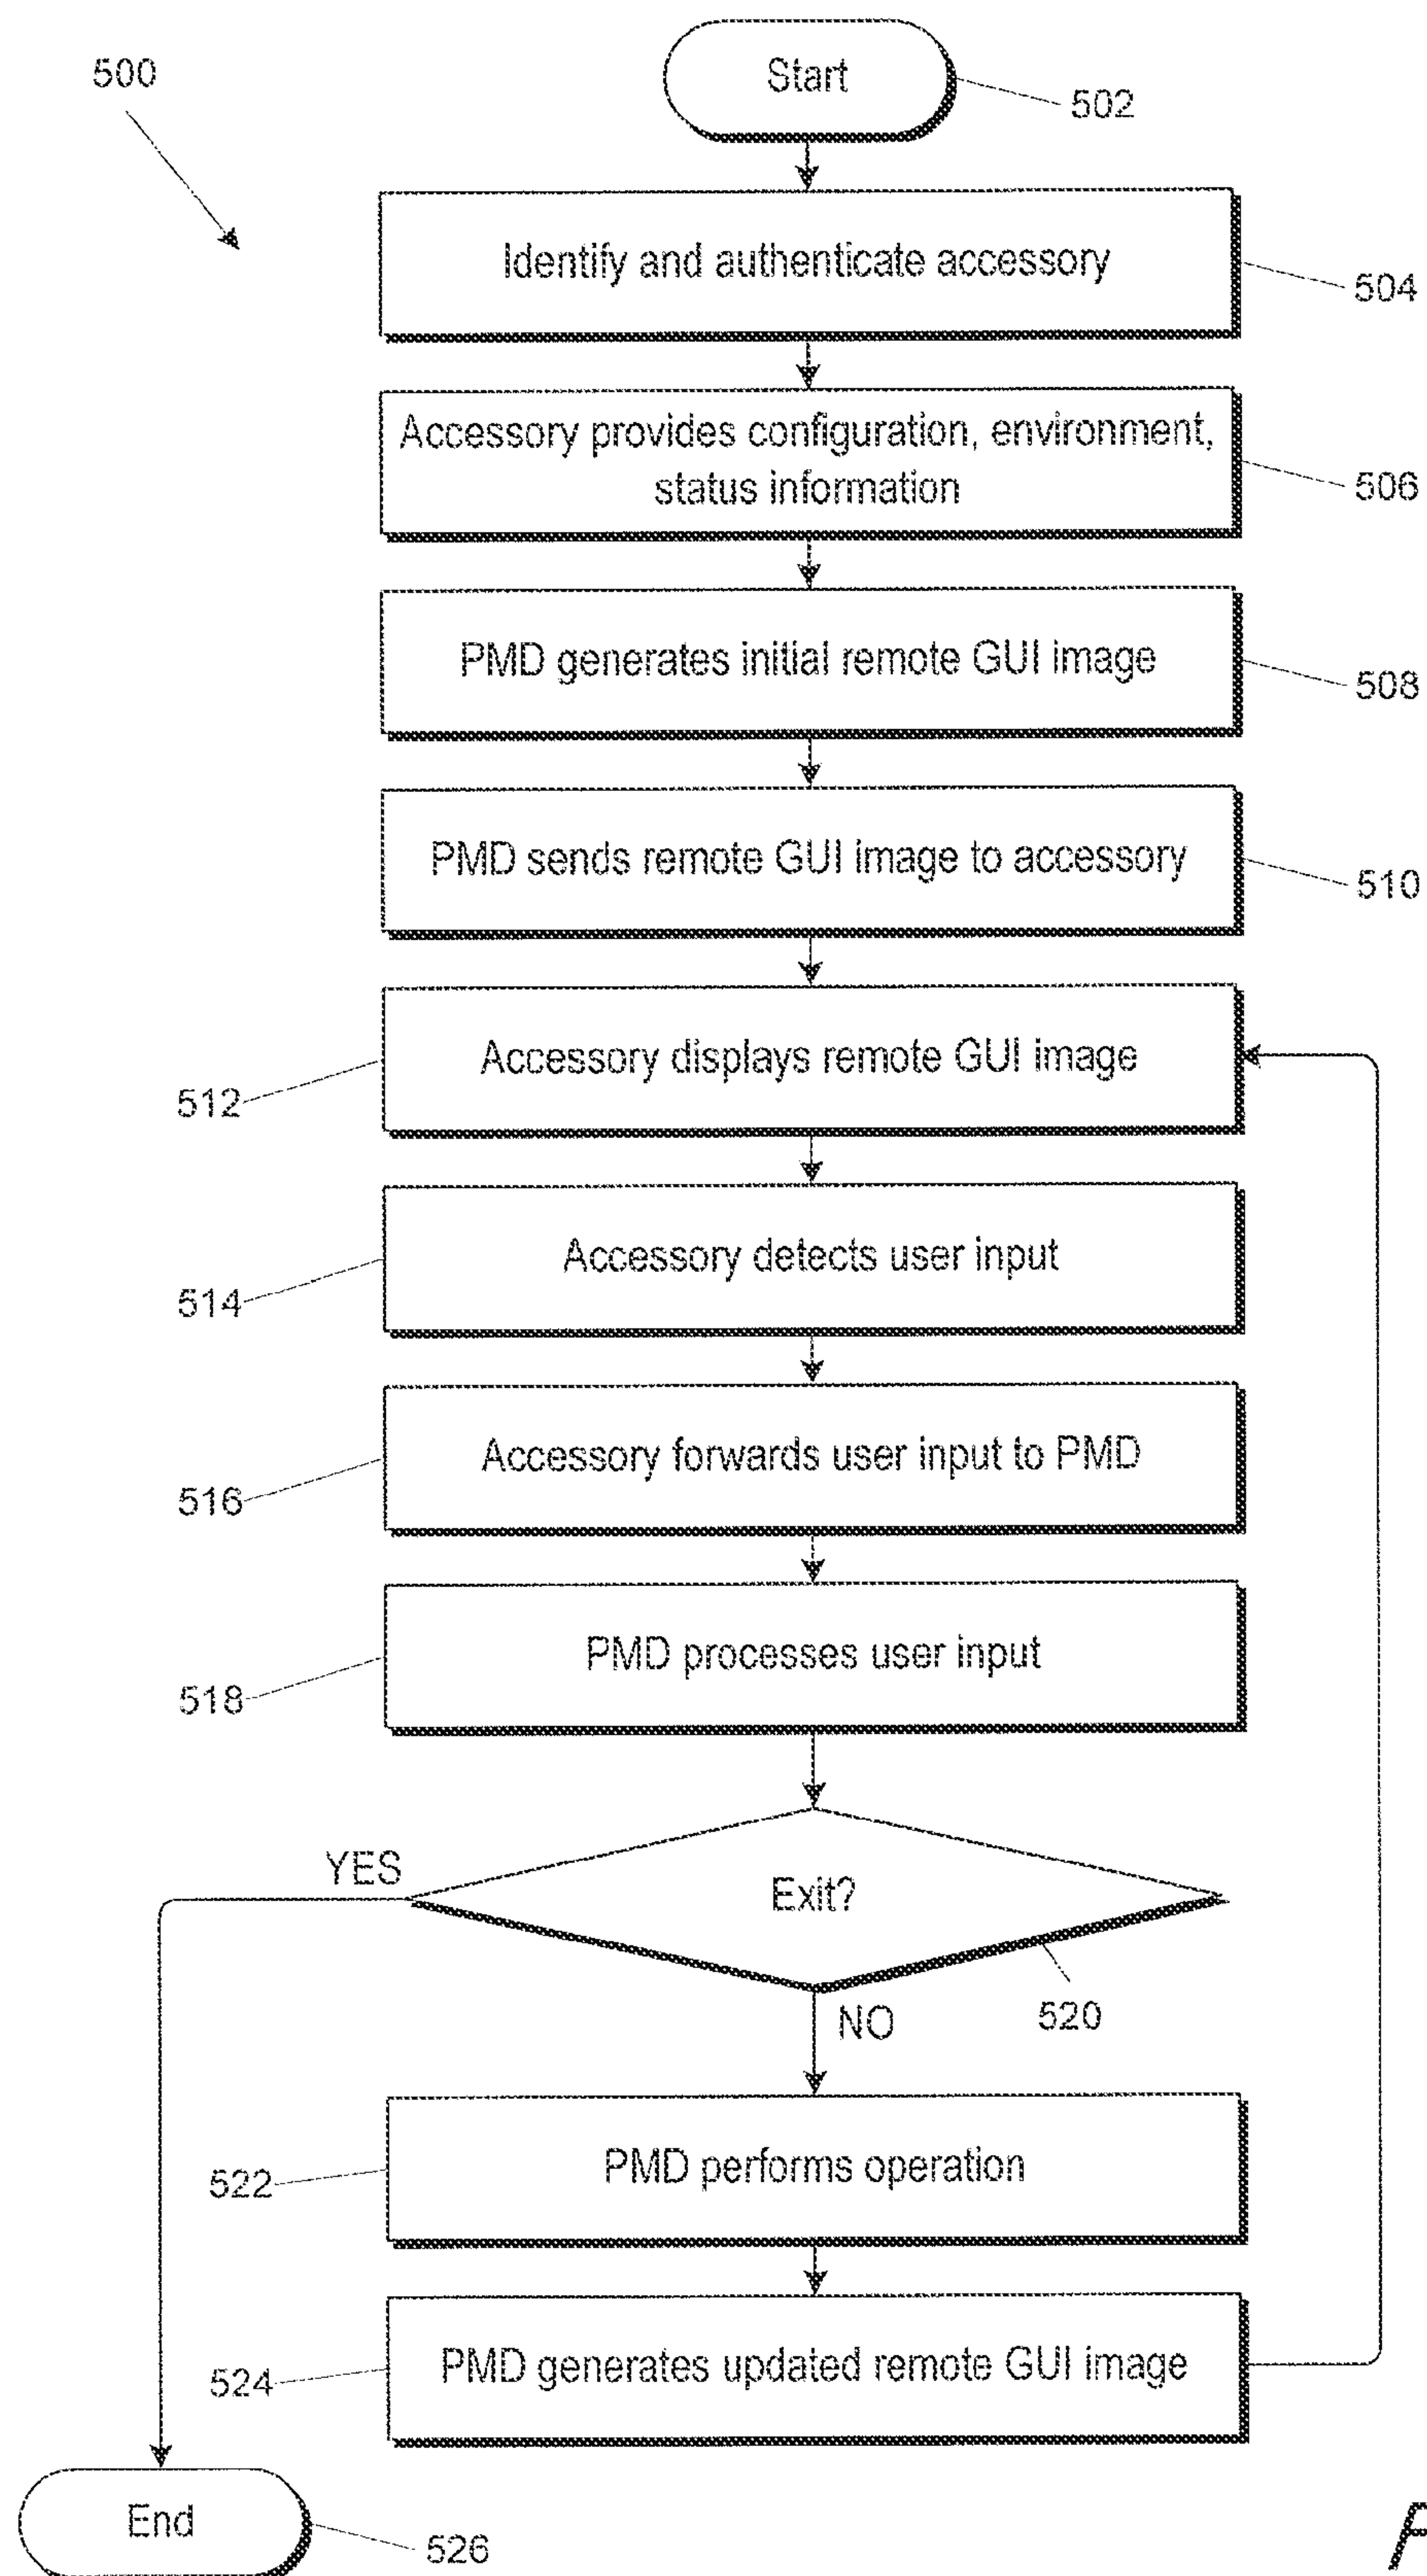 500
Start
502
Identify and authenticate accessory
504
Accessory provides configuration, environment,
status information
506
PMD generates initial remote GUI image
508
PMD sends remote GUI image to accessory
510
Accessory displays remote GUI image
512
Accessory detects user input
514
Accessory forwards user input to PMD
516
PMD processes user input
518
YES
Exit?
NO
520
PMD performs operation
522
PMD generates updated remote GUI image
524
End
526